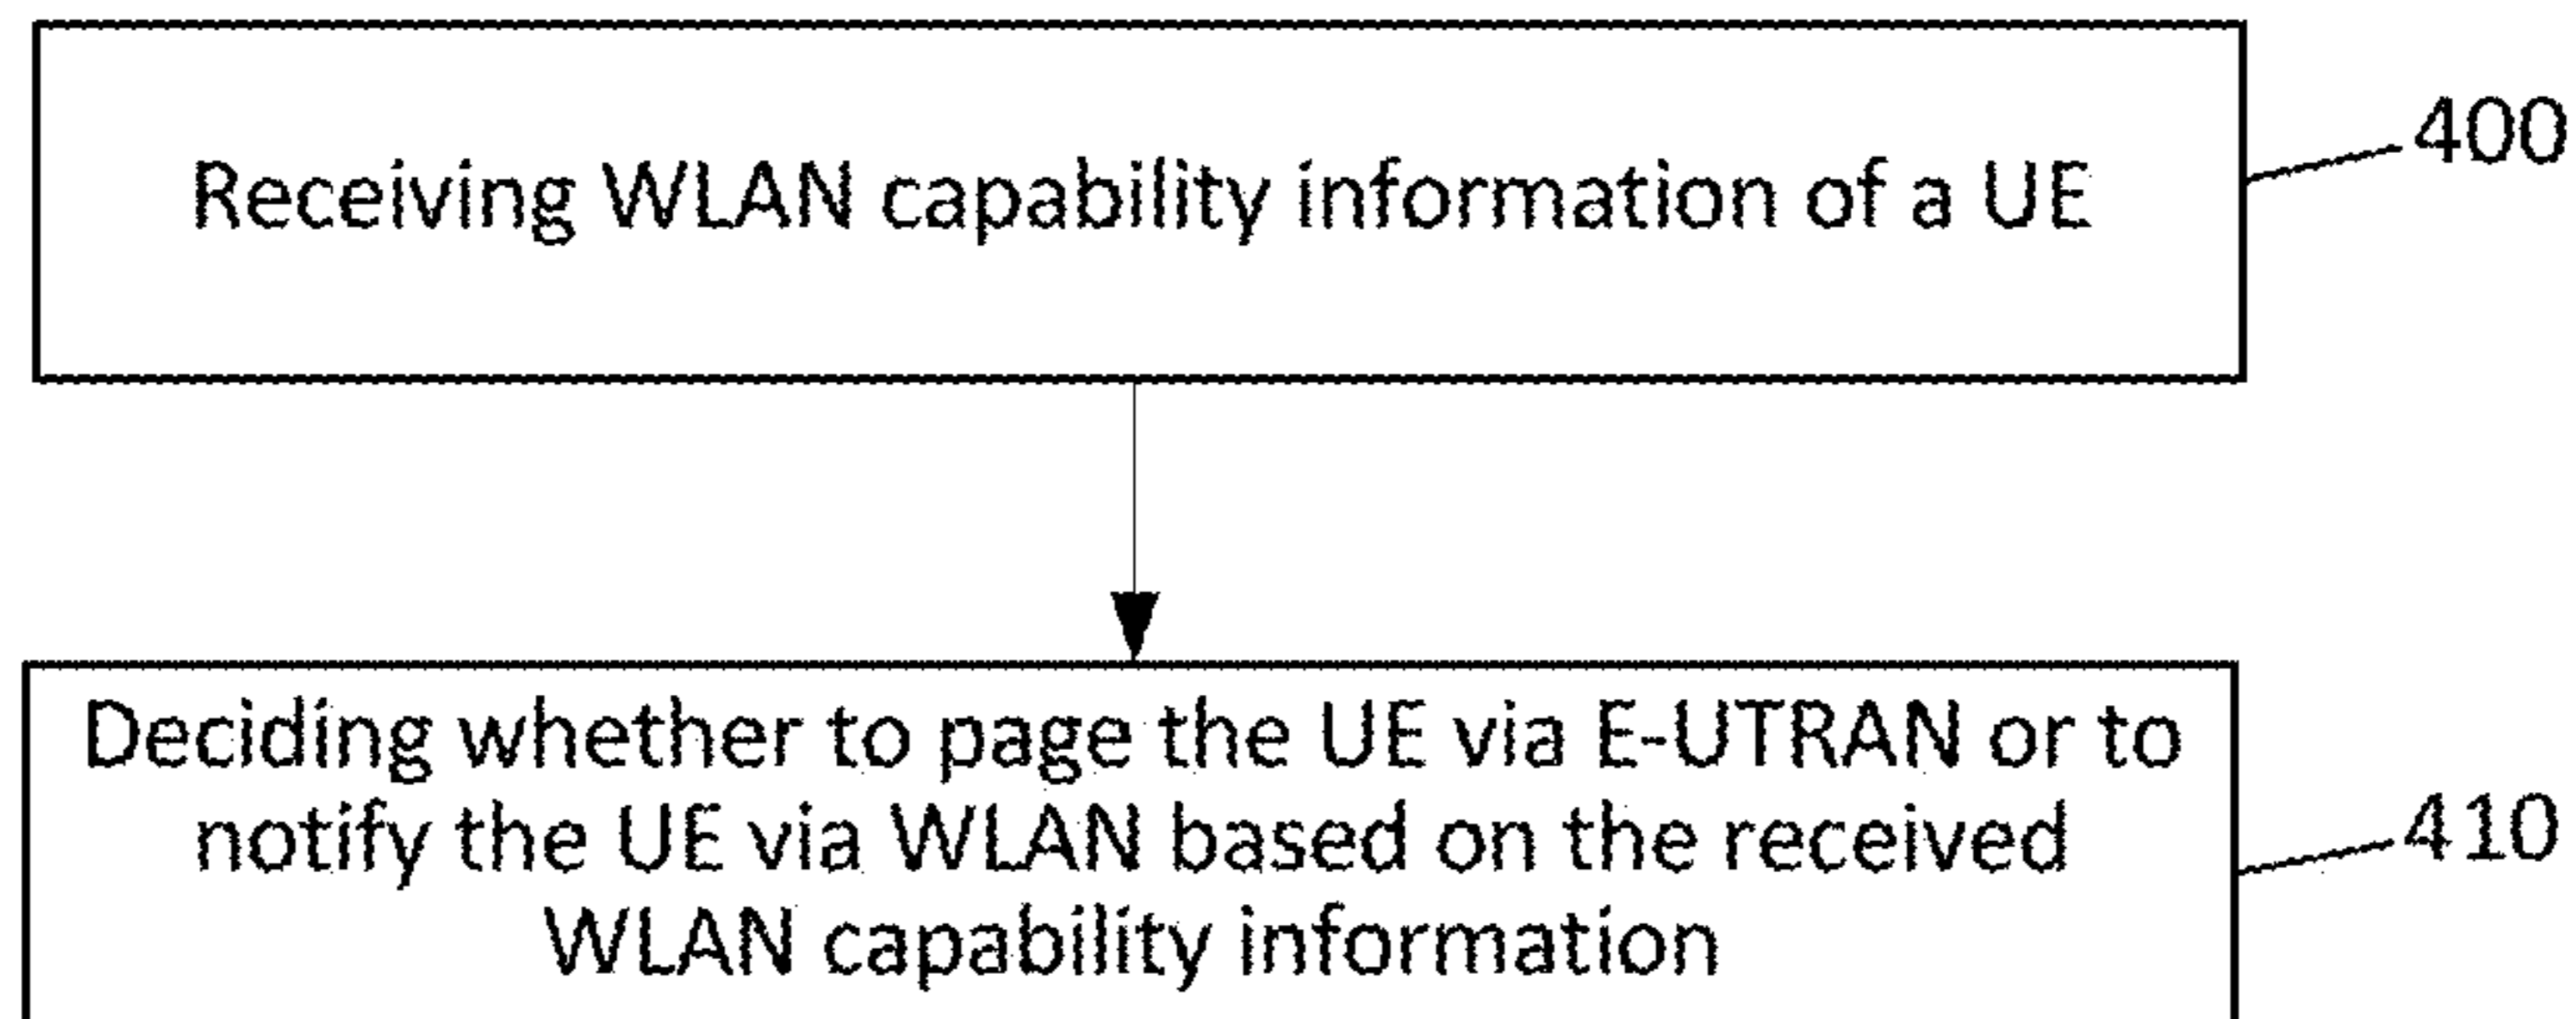 Receiving WLAN capability information of a UE
400
Deciding whether to page the UE via E-UTRAN or to
notify the UE via WLAN based on the received
WLAN capability information
410